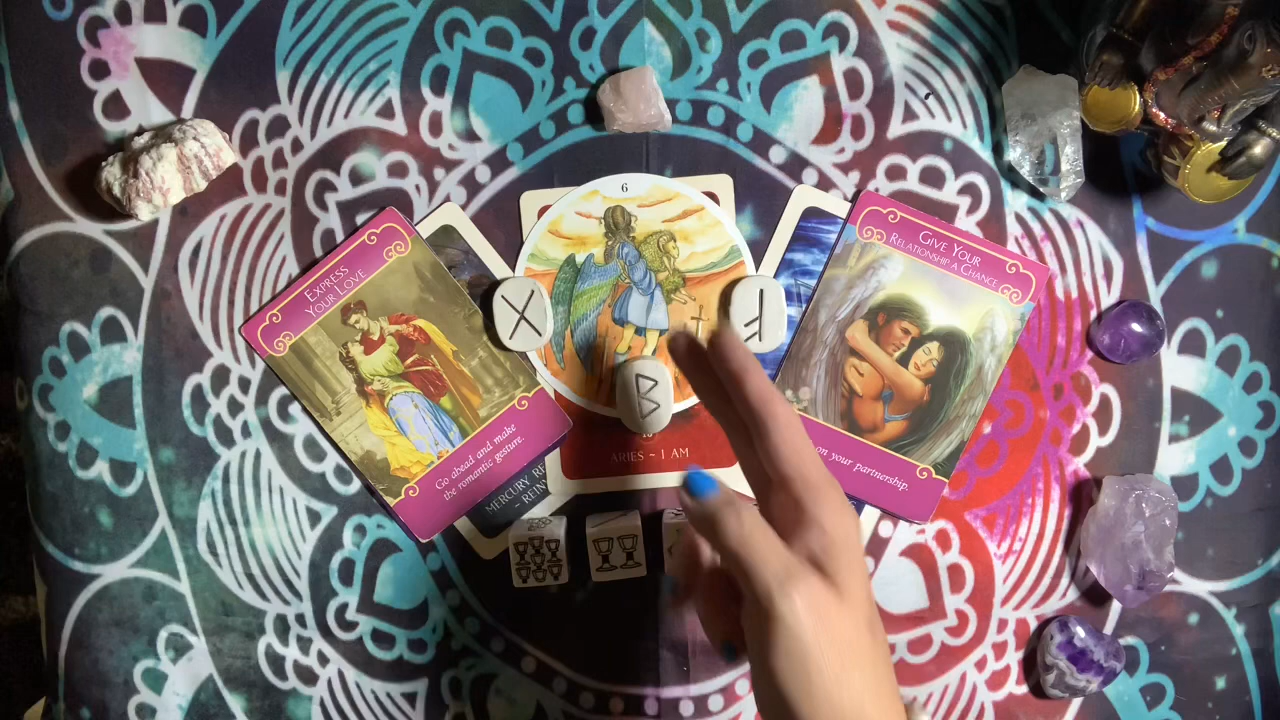 6
EXPRESS
YOUR LOVE
Go ahead and make
the romantic gesture.
GIVE YOUR
RELATIONSHIP A CHANCE
on your partnership.
ARIES ~ I AM
MERCURY